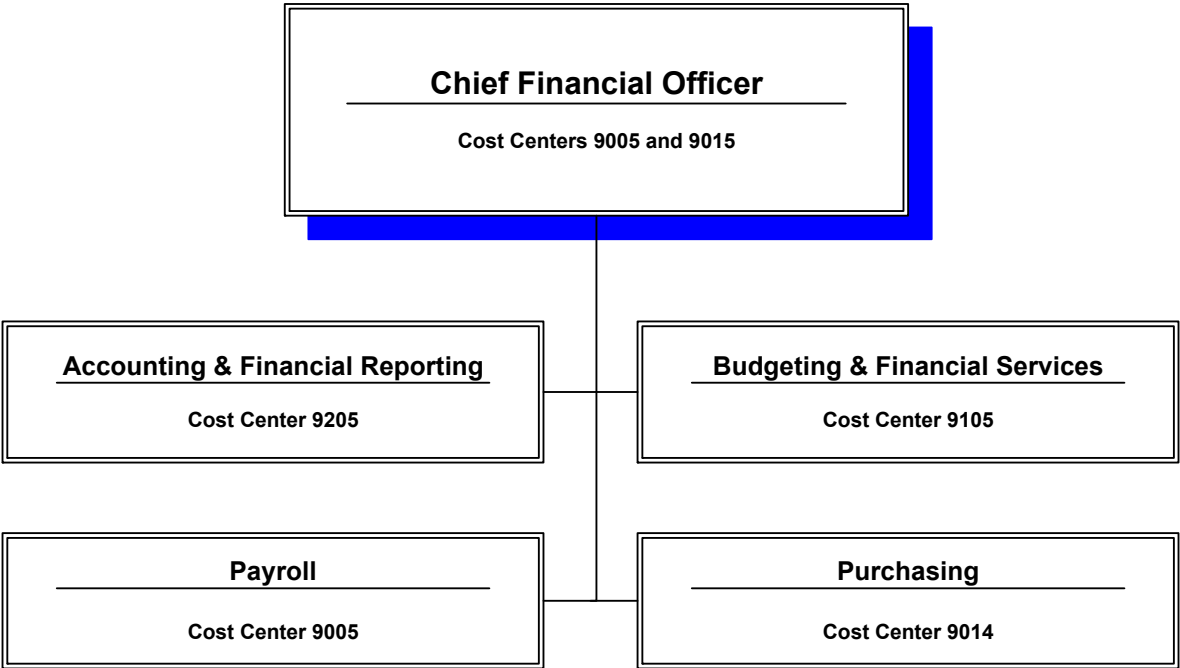 Chief Financial Officer
Cost Centers 9005 and 9015
Accounting & Financial Reporting
Cost Center 9205
Budgeting & Financial Services
Cost Center 9105
Payroll
Cost Center 9005
Purchasing
Cost Center 9014